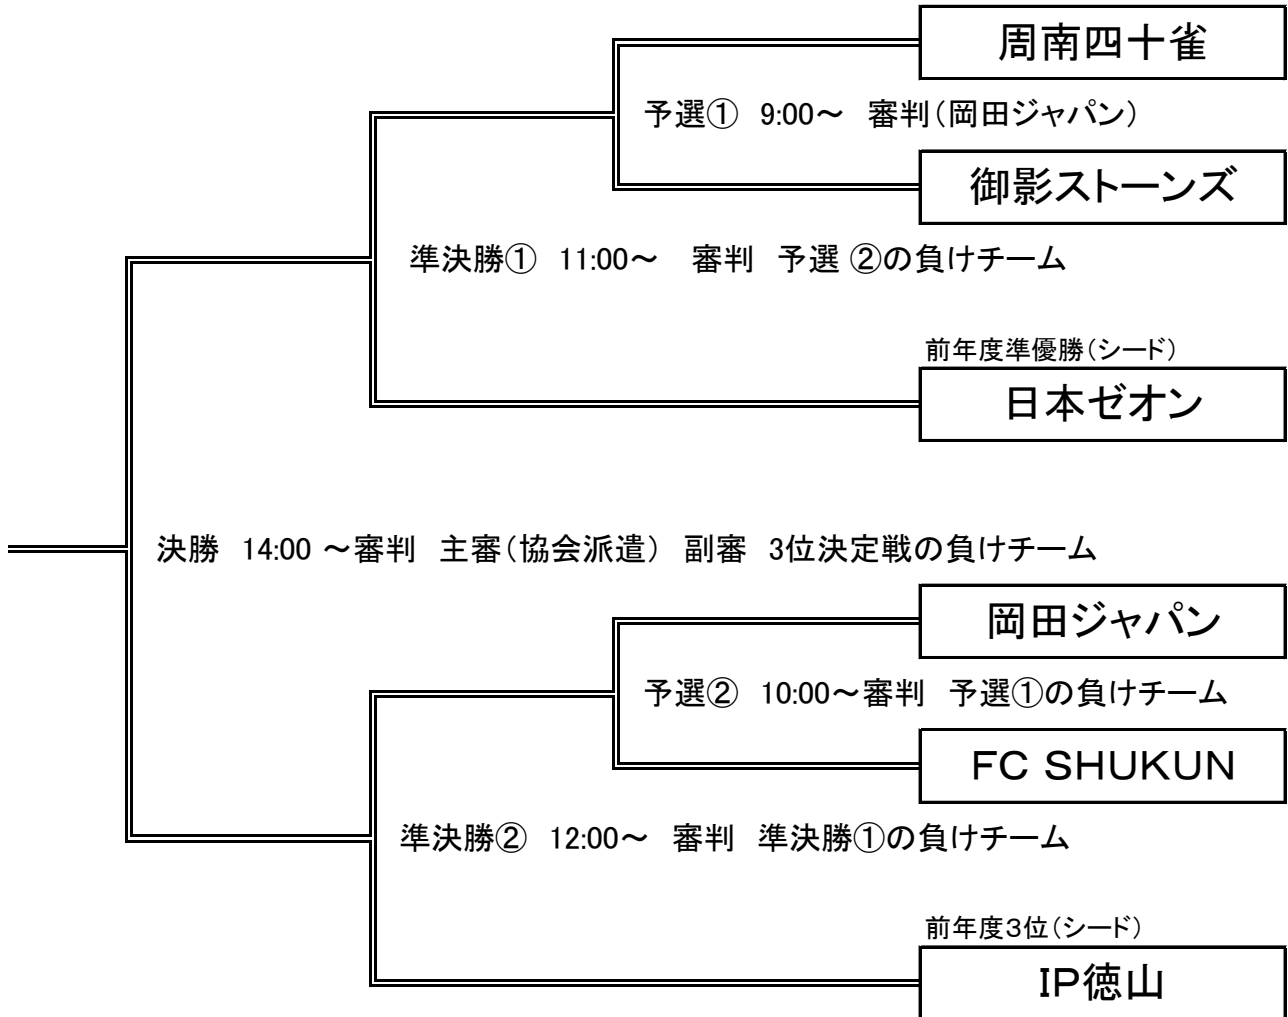 周南四十雀
予選① 9:00～ 審判(岡田ジャパン)
御影ストーンズ
準決勝① 11:00～ 審判 予選 ②の負けチーム
前年度準優勝(シード)
日本ゼオン
決勝 14:00 ～審判 主審(協会派遣) 副審 3位決定戦の負けチーム
岡田ジャパン
予選② 10:00～審判 予選①の負けチーム
FC SHUKUN
準決勝② 12:00～ 審判 準決勝①の負けチーム
前年度3位(シード)
IP徳山